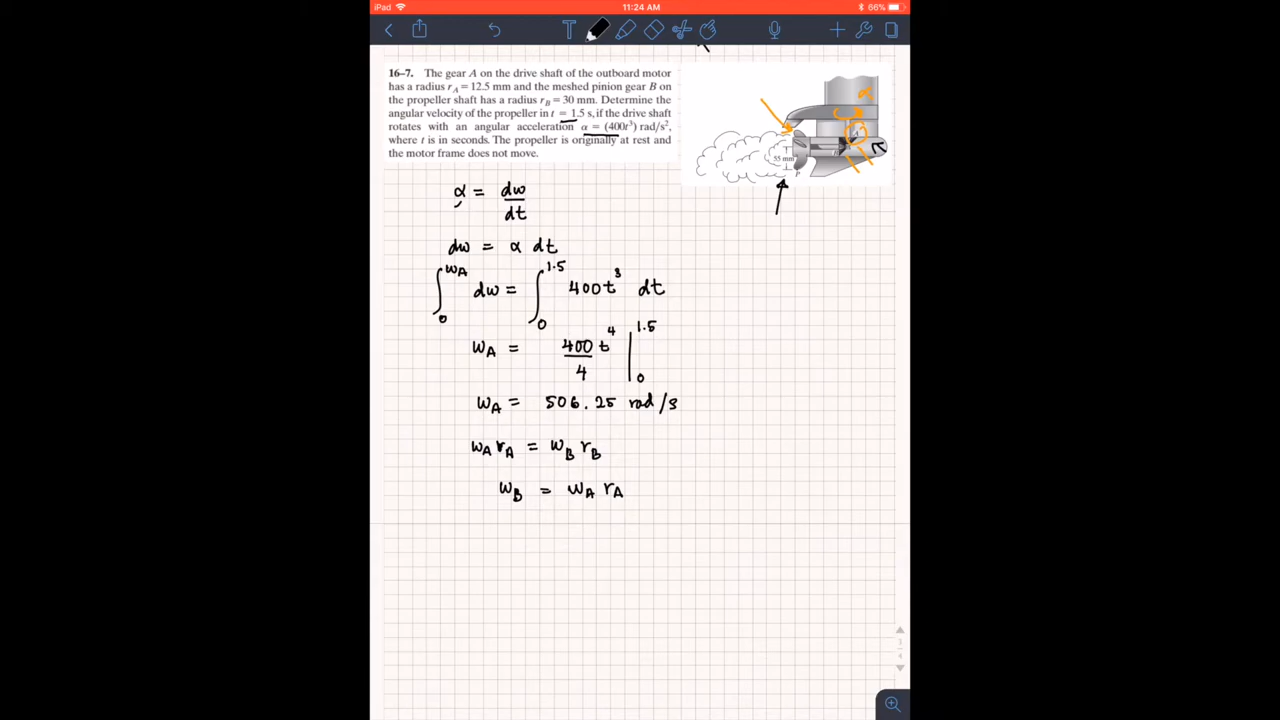 iPad
11:24 AM
66%
16–7. The gear A on the drive shaft of the outboard motor
has a radius rA = 12.5 mm and the meshed pinion gear B on
the propeller shaft has a radius rB = 30 mm. Determine the
angular velocity of the propeller in t = 1.5 s, if the drive shaft
rotates with an angular acceleration α = (400t³) rad/s²,
where t is in seconds. The propeller is originally at rest and
the motor frame does not move.
α
A
B
55 mm
P
α = dω/dt
dω = α dt
∫₀^ωA dω = ∫₀^1.5 400t³ dt
ωA = 400/4 t⁴ |₀^1.5
ωA = 506.25 rad/s
ωA rA = ωB rB
ωB = ωA rA